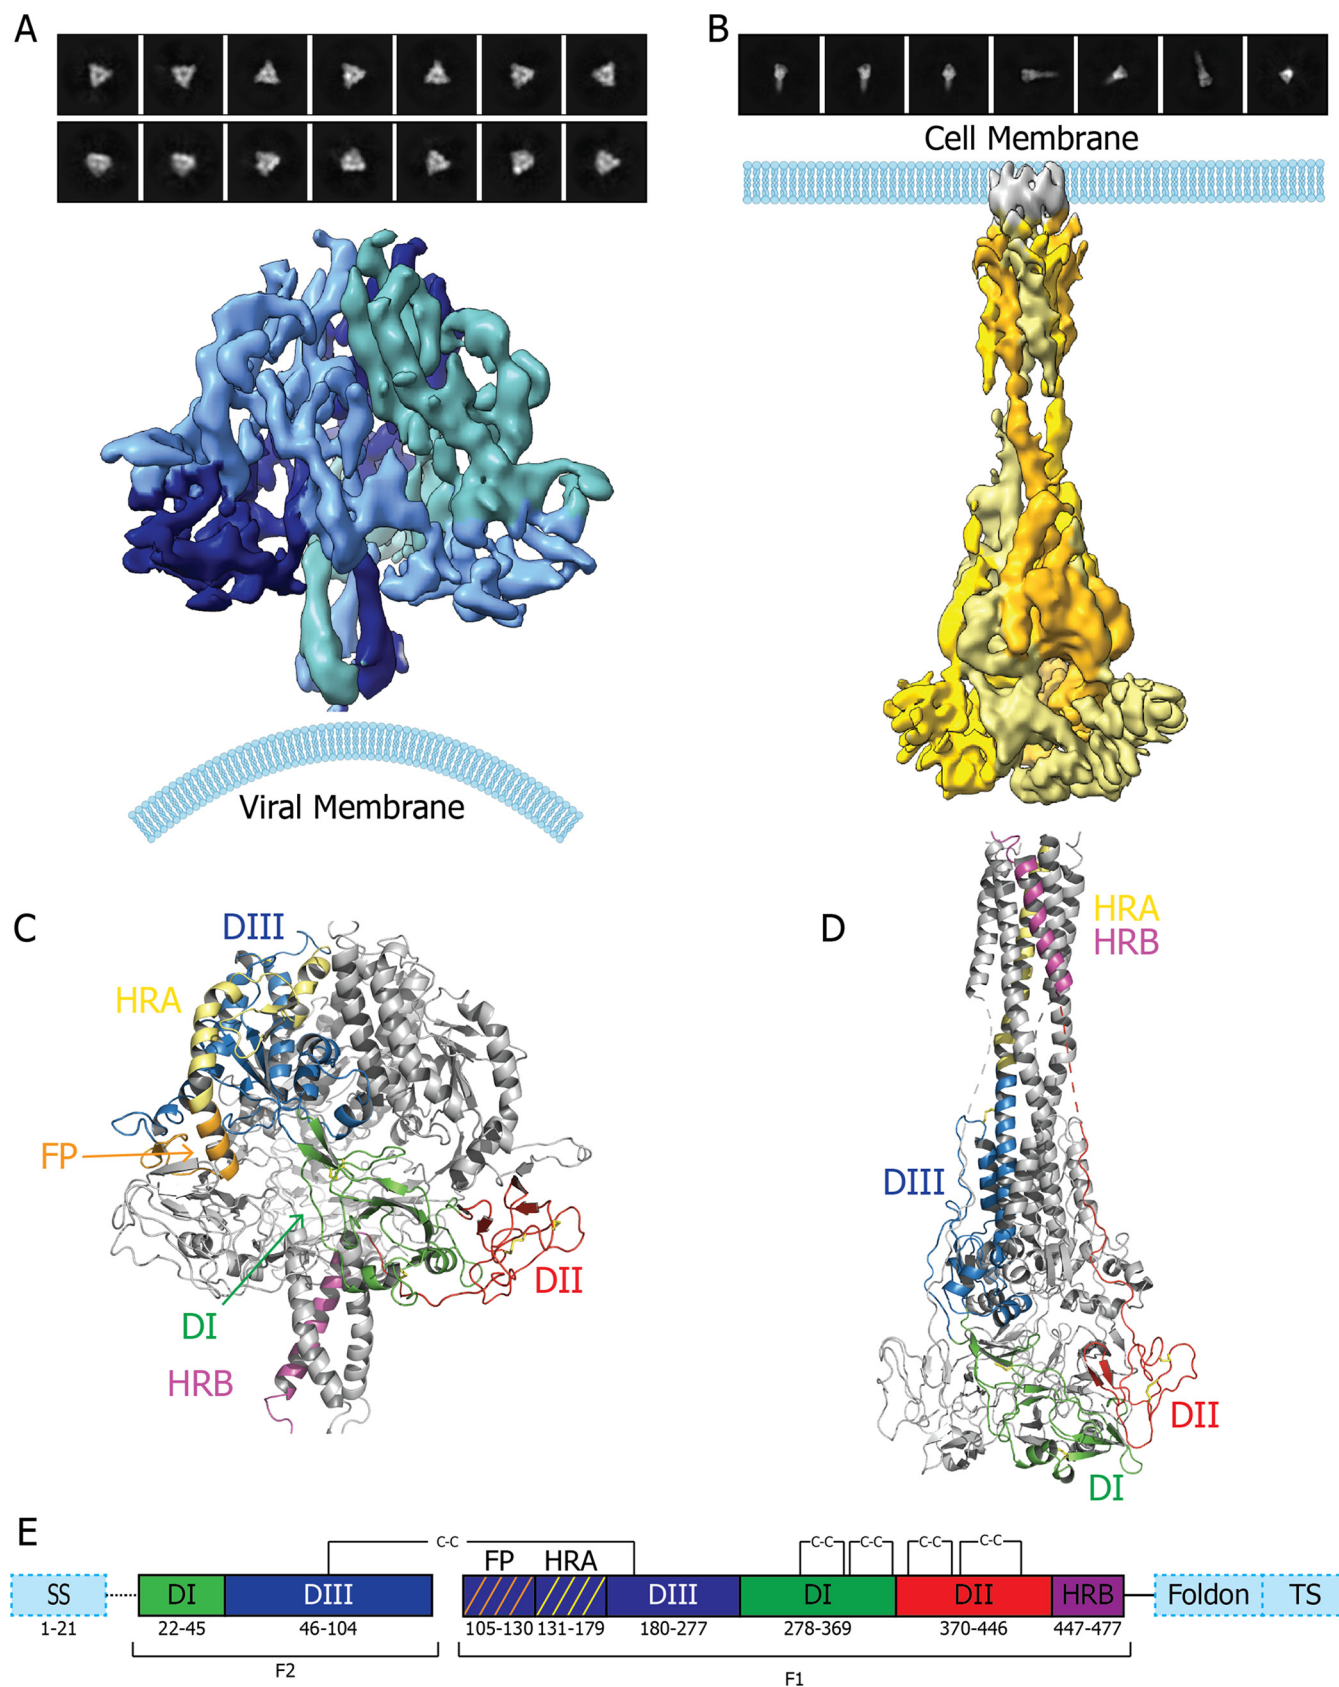 A
B
Cell Membrane
Viral Membrane
C
DIII
HRA
FP
DI
HRB
DII
D
HRA
HRB
DIII
DII
DI
E
C-C
C-C
C-C
C-C
C-C
FP
HRA
SS
DI
DIII
DIII
DI
DII
HRB
Foldon
TS
1-21
22-45
46-104
105-130
131-179
180-277
278-369
370-446
447-477
F2
F1